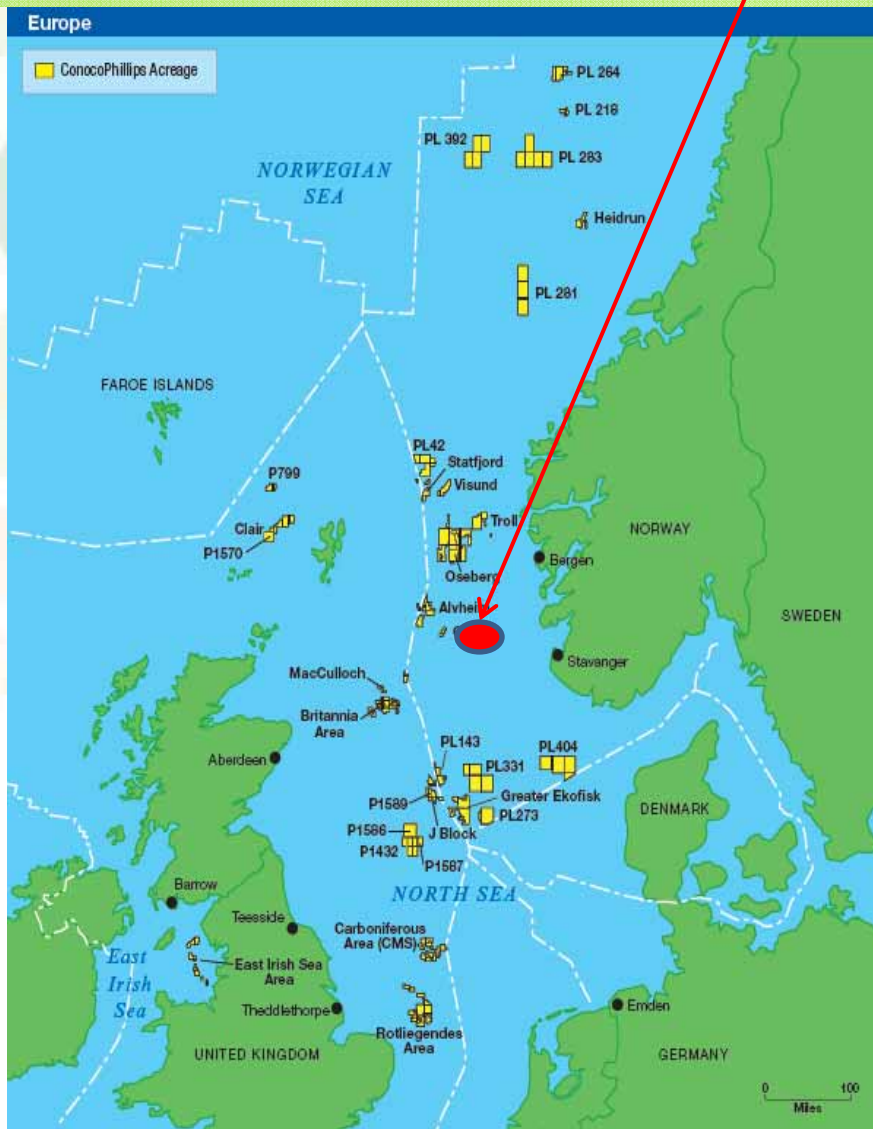 Europe
ConocoPhillips Acreage
PL 264
PL 218
PL 392
PL 283
NORWEGIAN
SEA
Heidrun
PL 281
FAROE ISLANDS
PL42
Statfjord
Visund
P799
Clair
P1570
Troll
NORWAY
Bergen
Oseberg
Alvheim
SWEDEN
Stavanger
MacCulloch
Britannia
Area
PL143
PL404
PL331
Aberdeen
Greater Ekofisk
P1589
PL273
DENMARK
P1586
J Block
P1432
P1587
NORTH SEA
Barrow
Teesside
Carboniferous
Area (CMS)
East
Irish
Sea
East Irish Sea
Area
Theddlethorpe
Emden
Rotliegendes
Area
UNITED KINGDOM
GERMANY
0 100
Miles